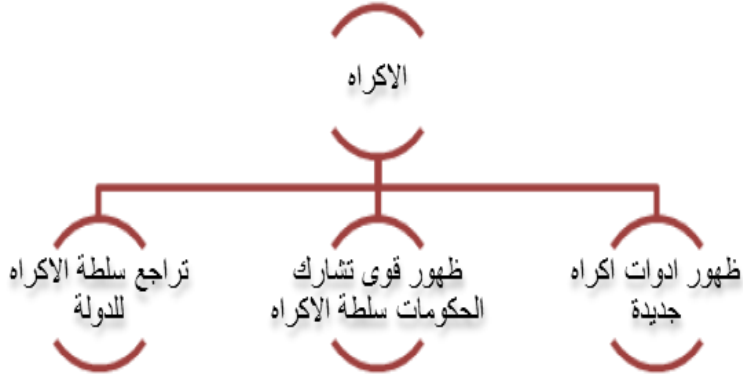 الاكراه
ظهور ادوات اكراه
جديدة
ظهور قوى تشارك
الحكومات سلطة الاكراه
تراجع سلطة الاكراه
للدولة